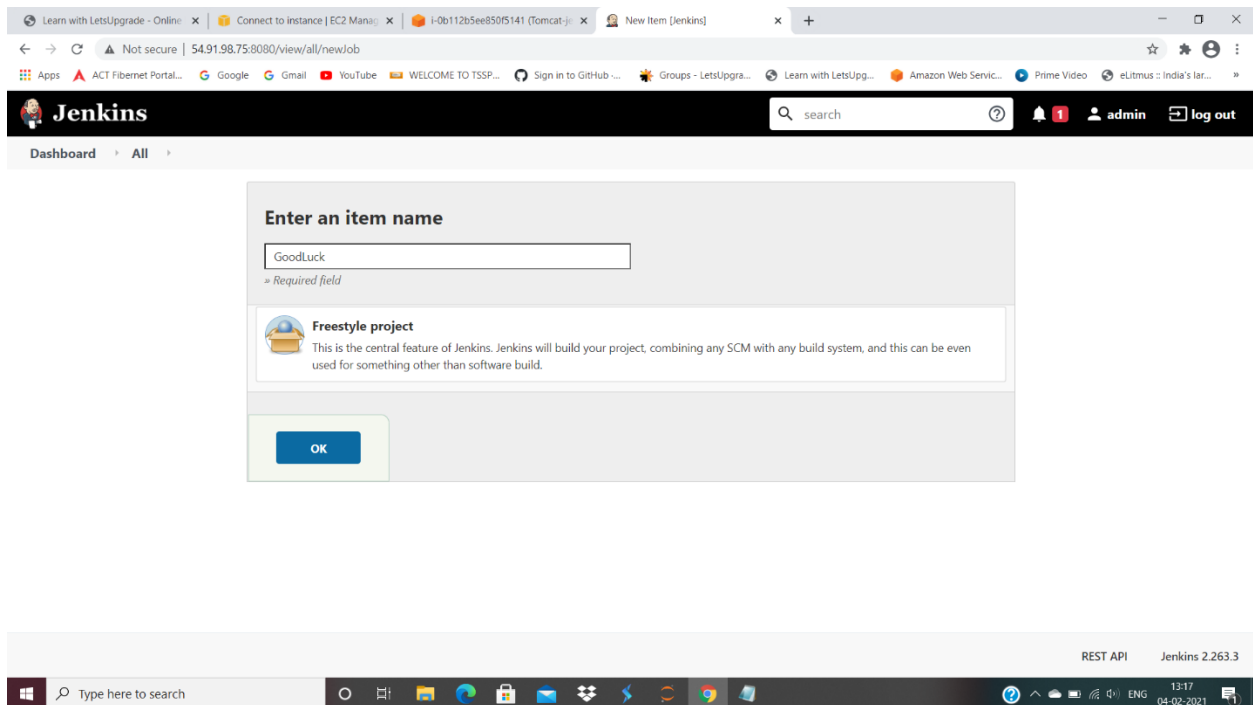 Learn with LetsUpgrade - Online
Connect to instance | EC2 Manag
i-0b112b5ee850f5141 (Tomcat-je
New Item [Jenkins]
Not secure | 54.91.98.75:8080/view/all/newJob
Apps
ACT Fibernet Portal...
Google
Gmail
YouTube
WELCOME TO TSSP...
Sign in to GitHub ·...
Groups - LetsUpgra...
Learn with LetsUpg...
Amazon Web Servic...
Prime Video
eLitmus :: India's lar...
»
Jenkins
search
1
admin
log out
Dashboard
All
Enter an item name
GoodLuck
» Required field
Freestyle project
This is the central feature of Jenkins. Jenkins will build your project, combining any SCM with any build system, and this can be even
used for something other than software build.
OK
REST API
Jenkins 2.263.3
Type here to search
ENG
13:17
04-02-2021
1